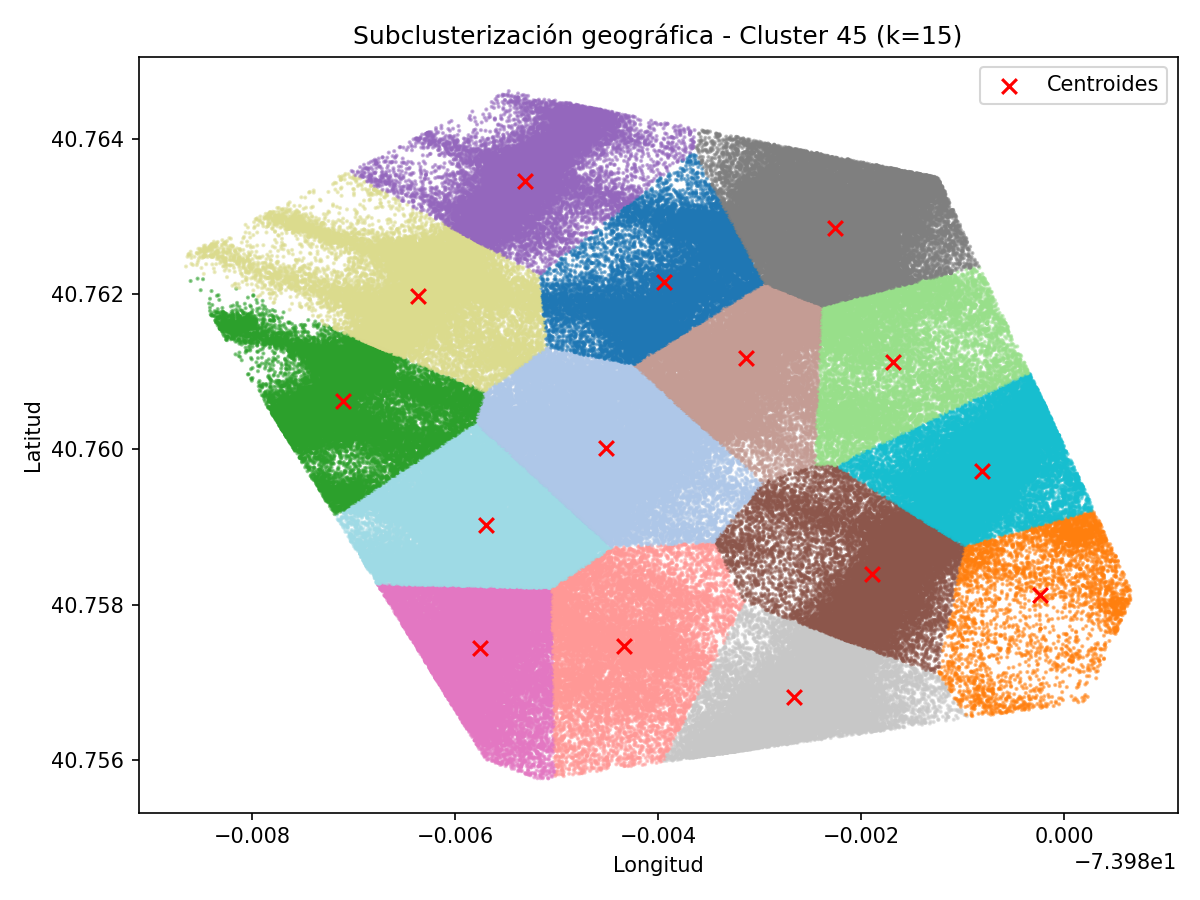 Subclusterización geográfica - Cluster 45 (k=15)
Centroides
40.764
40.762
40.760
40.758
40.756
Latitud
−0.008
−0.006
−0.004
−0.002
0.000
Longitud
−7.398e1